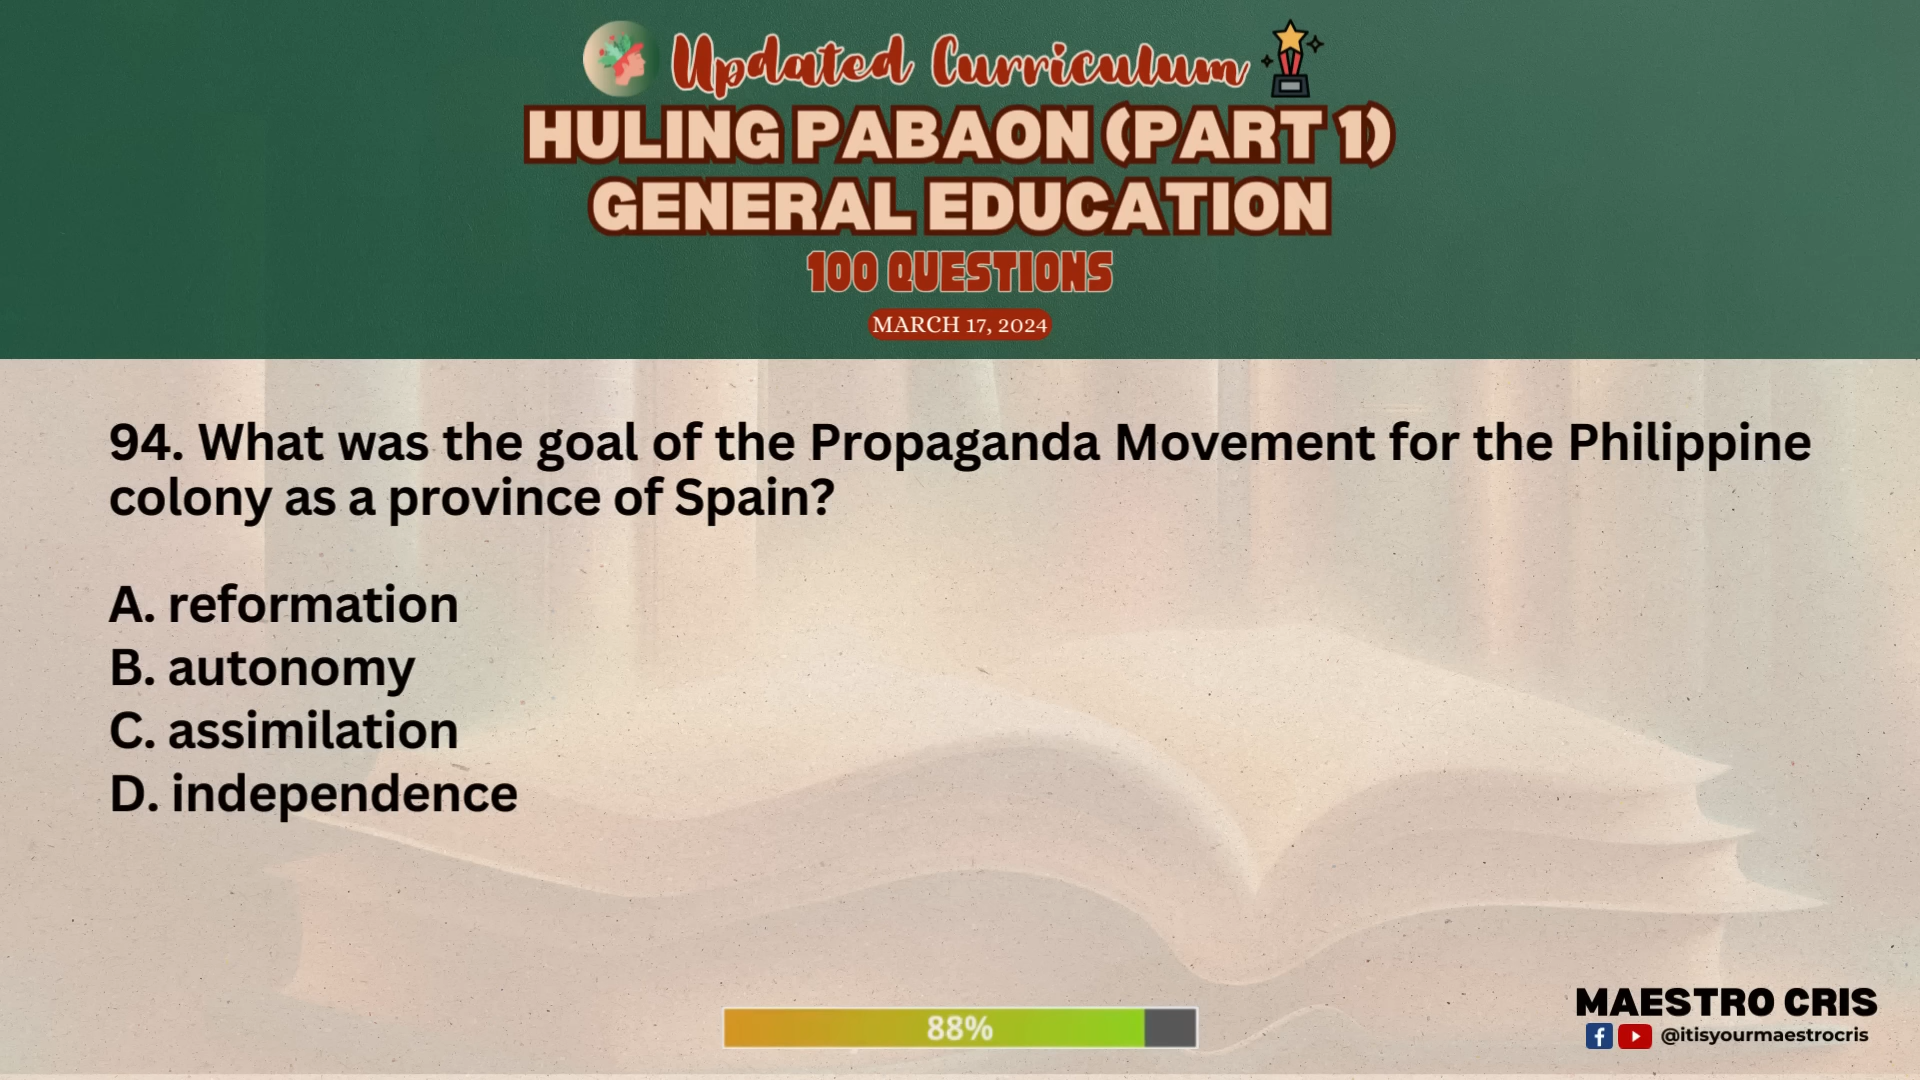 Updated Curriculum
HULING PABAON (PART 1)
GENERAL EDUCATION
100 QUESTIONS
MARCH 17, 2024
94. What was the goal of the Propaganda Movement for the Philippine
colony as a province of Spain?
A. reformation
B. autonomy
C. assimilation
D. independence
88%
MAESTRO CRIS
@itisyourmaestrocris